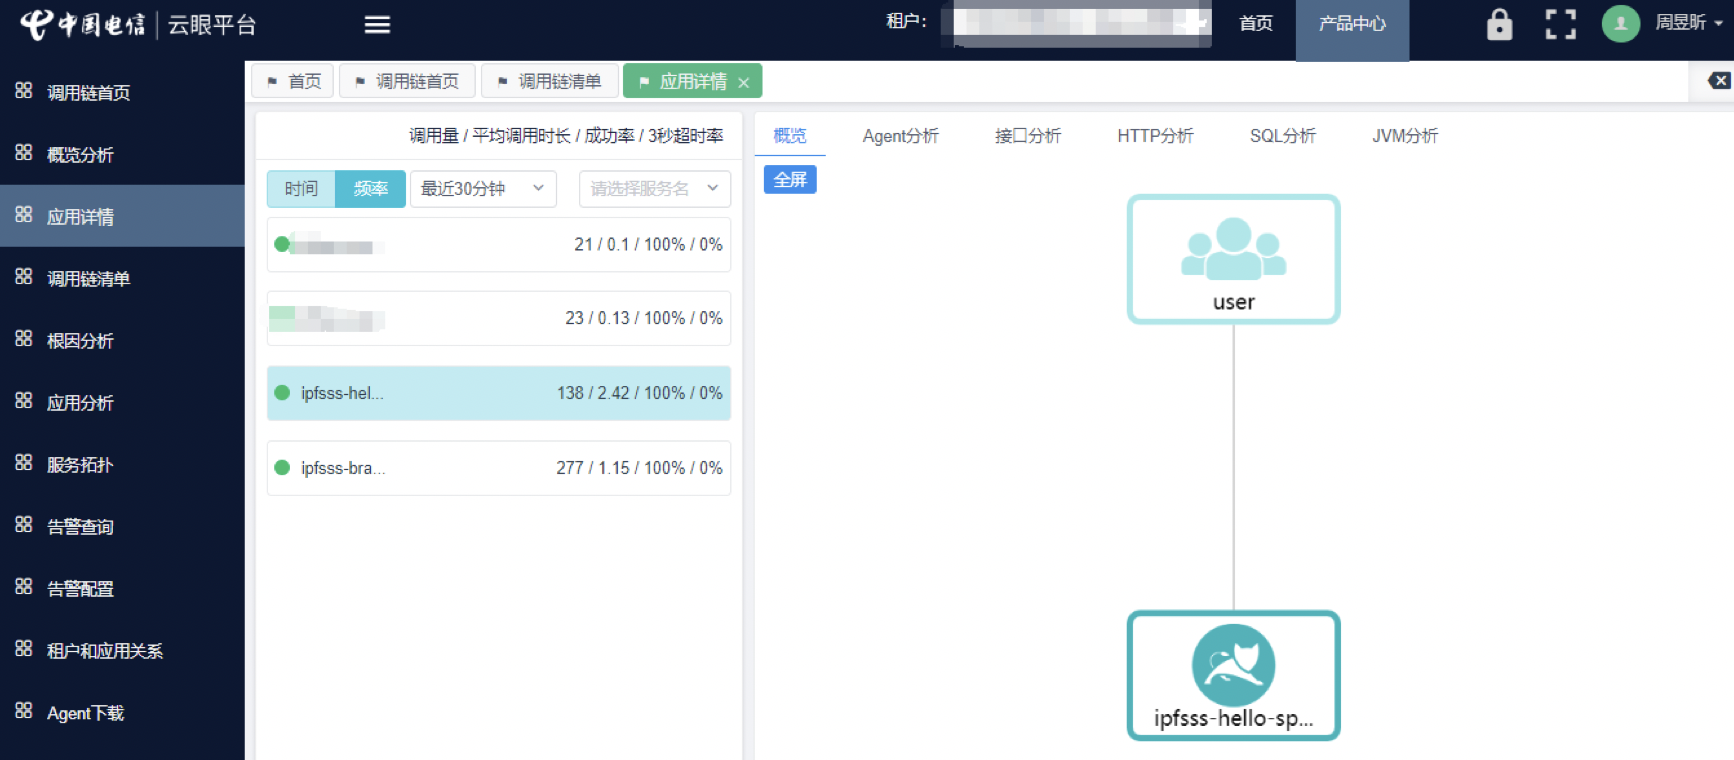 中国电信 云眼平台
租户:
首页
产品中心
周昱昕
调用链首页
概览分析
应用详情
调用链清单
根因分析
应用分析
服务拓扑
告警查询
告警配置
租户和应用关系
Agent下载
首页
调用链首页
调用链清单
应用详情
调用量 / 平均调用时长 / 成功率 / 3秒超时率
时间
频率
最近30分钟
请选择服务名
21 / 0.1 / 100% / 0%
23 / 0.13 / 100% / 0%
ipfsss-hel...
138 / 2.42 / 100% / 0%
ipfsss-bra...
277 / 1.15 / 100% / 0%
概览
Agent分析
接口分析
HTTP分析
SQL分析
JVM分析
全屏
user
ipfsss-hello-sp...